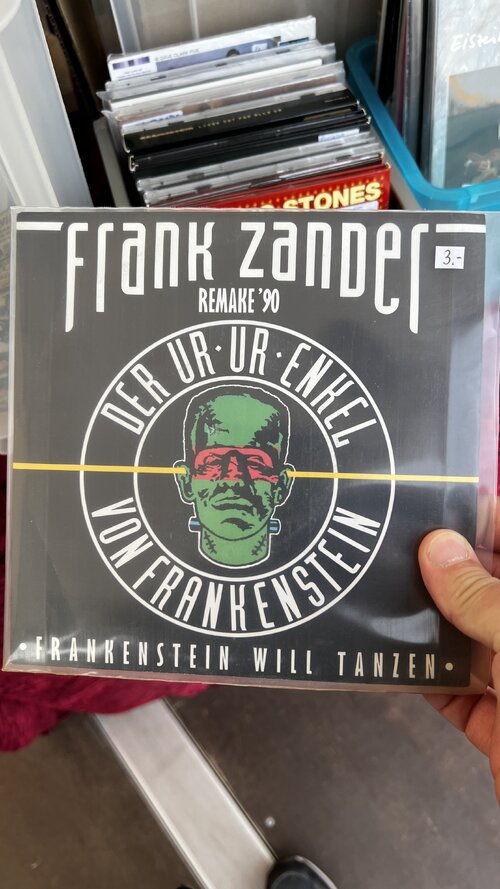 STONES
Frank Zander
3.-
REMAKE '90
DER UR·UR·ENKEL
VON FRANKENSTEIN
·FRANKENSTEIN WILL TANZEN·